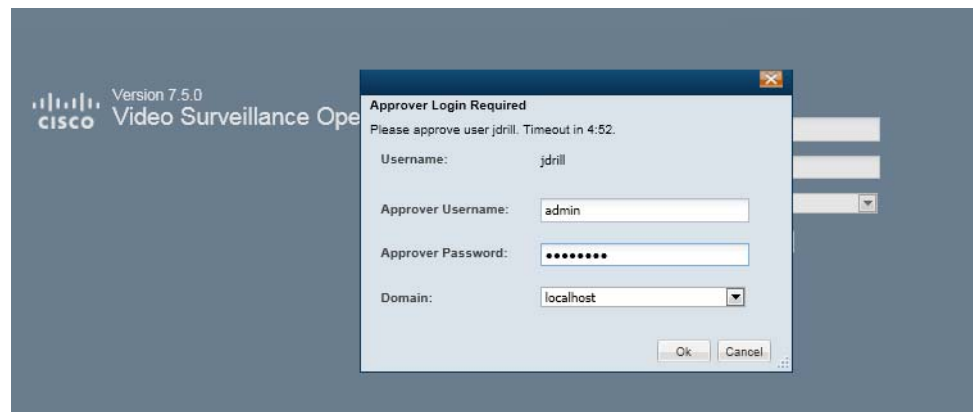 Version 7.5.0
CISCO Video Surveillance Ope
Approver Login Required
Please approve user jdrill. Timeout in 4:52.
Username: jdrill
Approver Username: admin
Approver Password: ••••••••
Domain: localhost
Ok Cancel